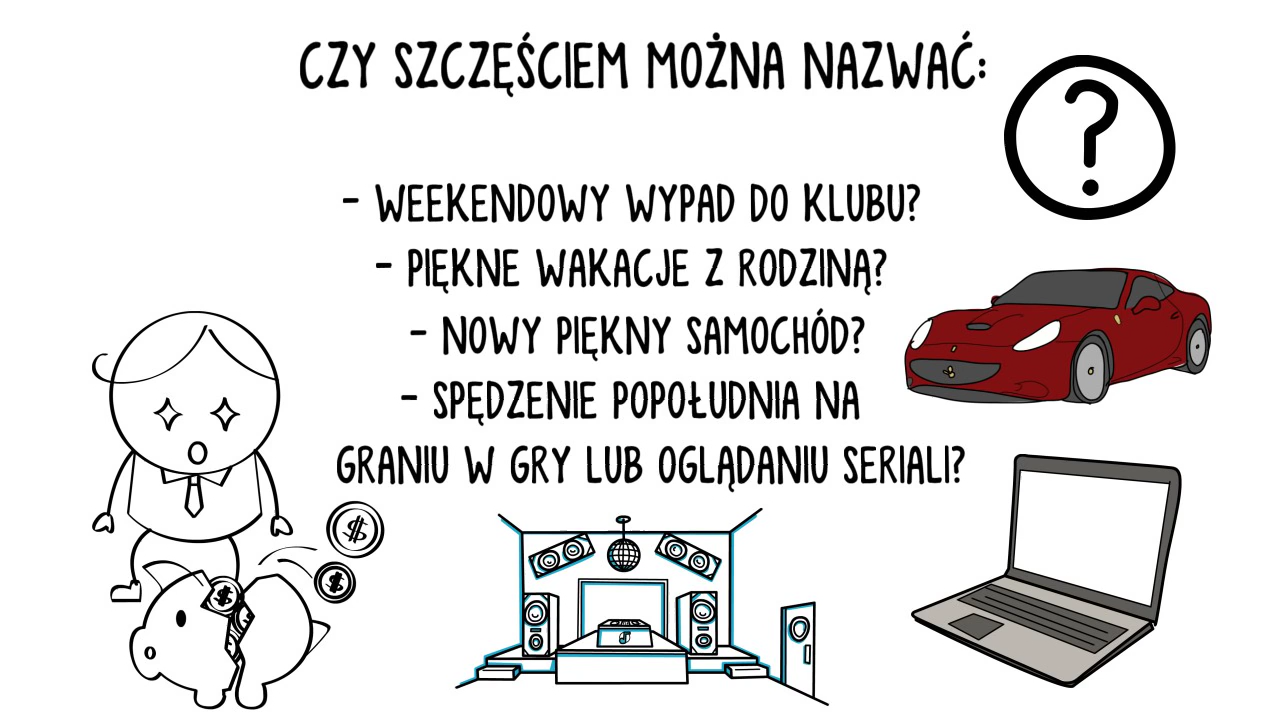 CZY SZCZĘŚCIEM MOŻNA NAZWAĆ:
?
- WEEKENDOWY WYPAD DO KLUBU?
- PIĘKNE WAKACJE Z RODZINĄ?
- NOWY PIĘKNY SAMOCHÓD?
- SPĘDZENIE POPOŁUDNIA NA
GRANIU W GRY LUB OGLĄDANIU SERIALI?
$
$
$